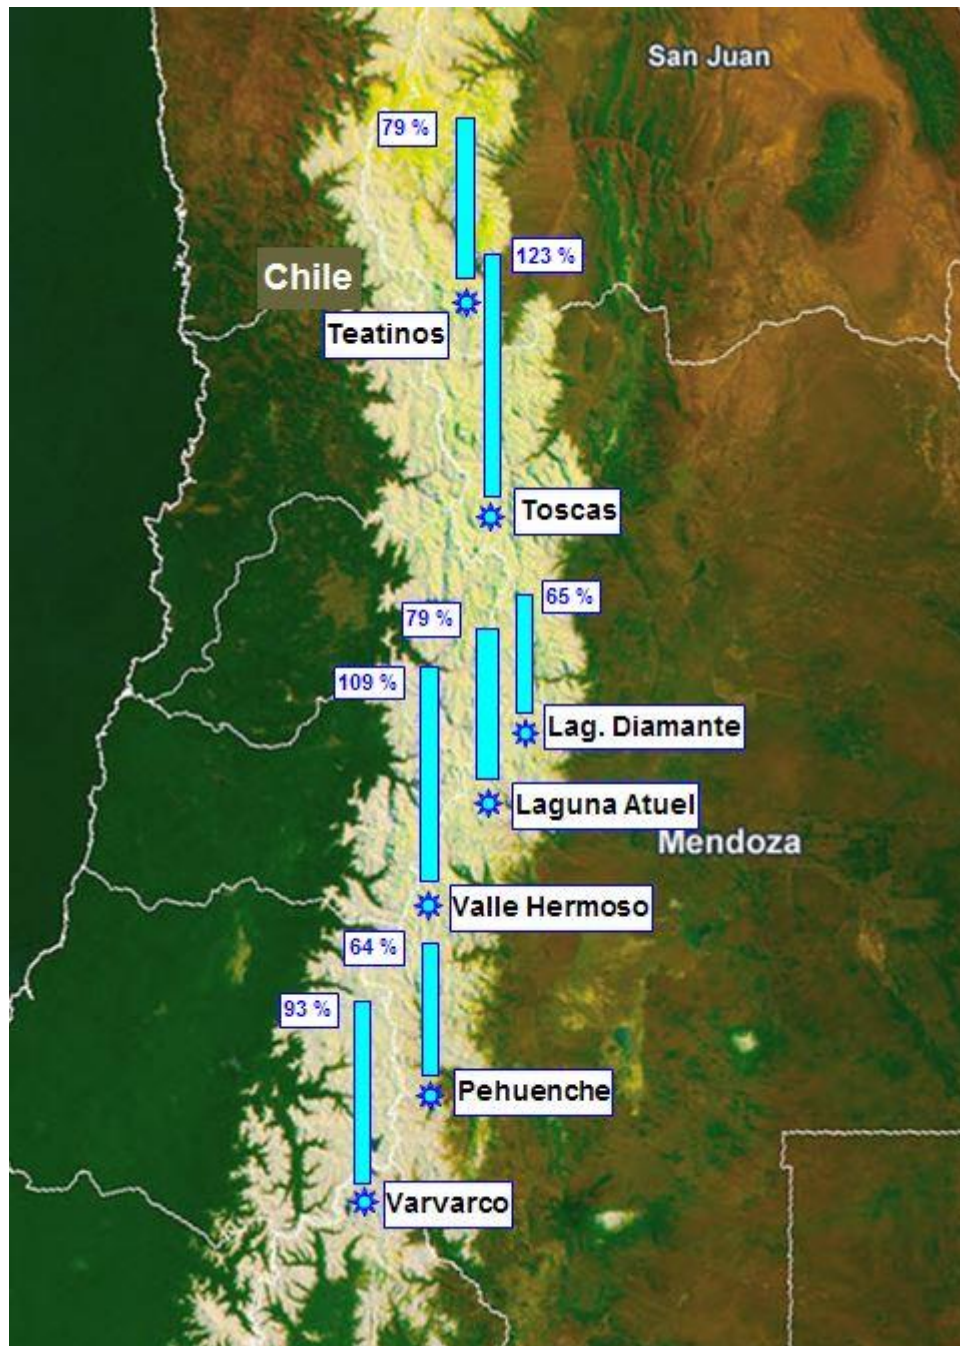 San Juan
79 %
123 %
Chile
Teatinos
Toscas
65 %
79 %
109 %
Lag. Diamante
Laguna Atuel
Mendoza
Valle Hermoso
64 %
93 %
Pehuenche
Varvarco